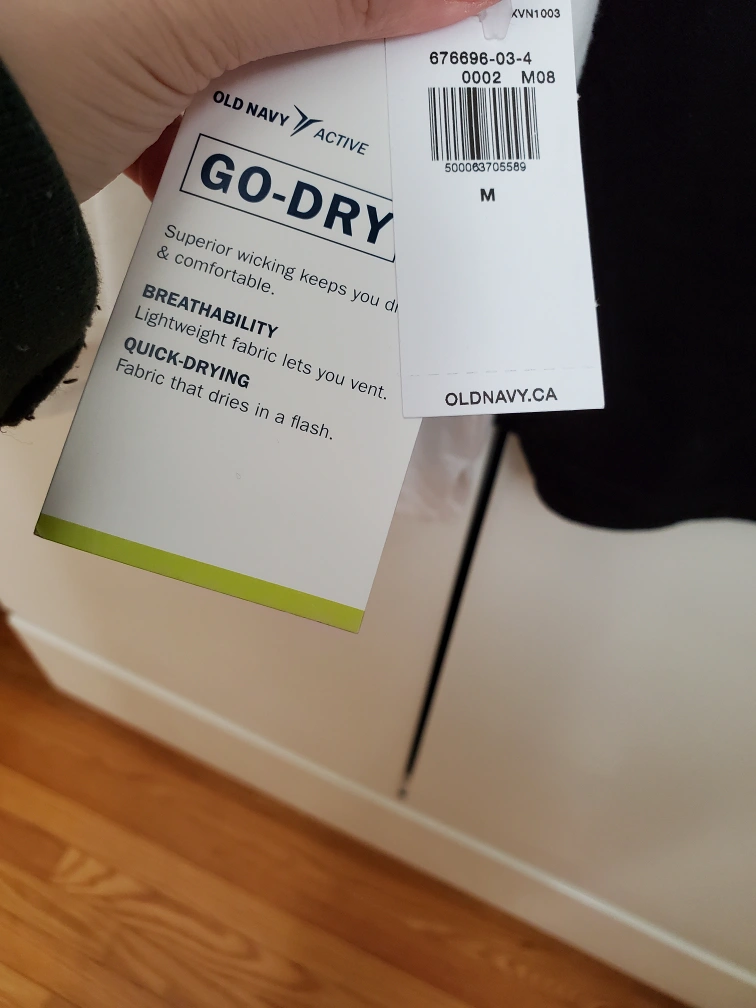 OLD NAVY ACTIVE
GO-DRY
Superior wicking keeps you
& comfortable.
BREATHABILITY
Lightweight fabric lets you vent.
QUICK-DRYING
Fabric that dries in a flash.
XVN1003
676696-03-4
0002 M08
500063705589
M
OLDNAVY.CA